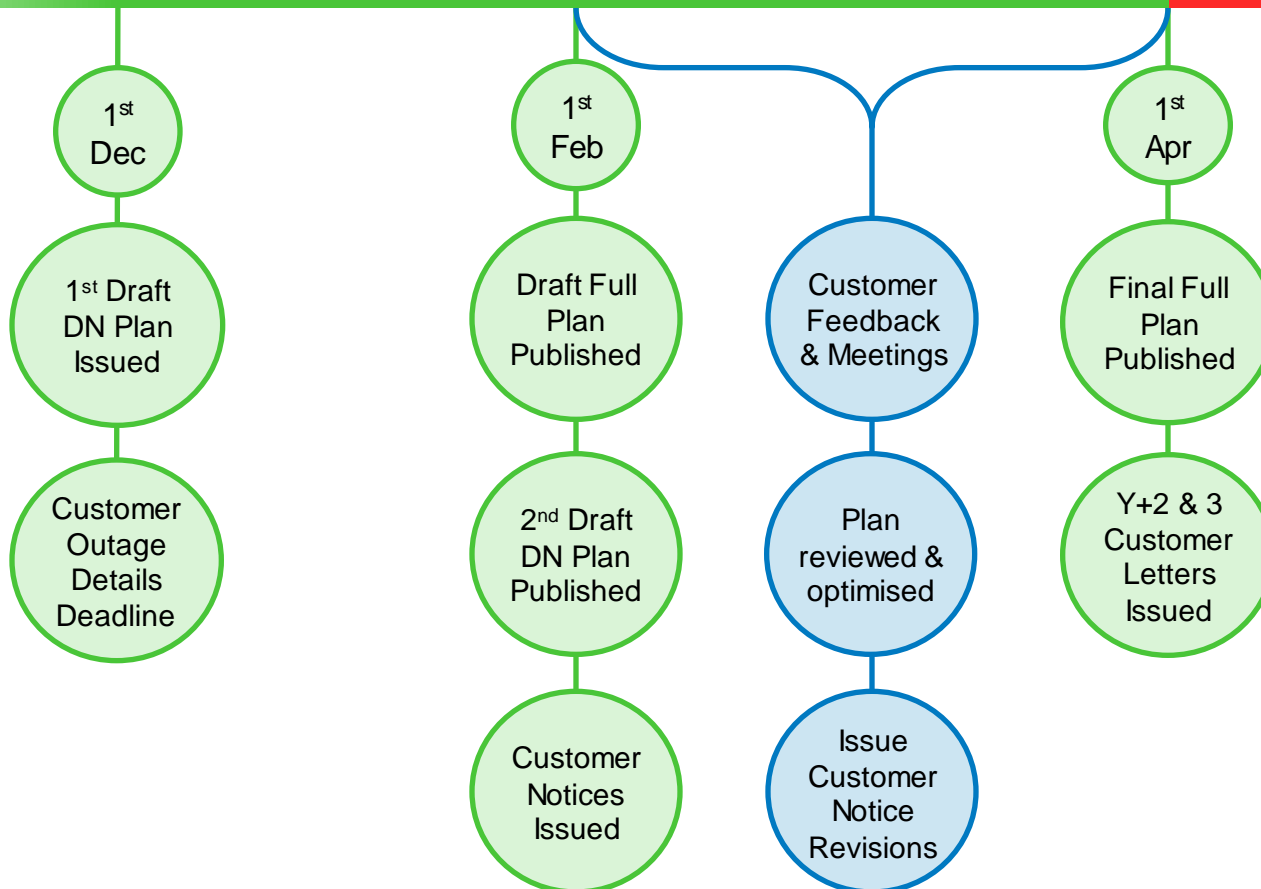 1st
Dec
1st Draft
DN Plan
Issued
Customer
Outage
Details
Deadline
1st
Feb
Draft Full
Plan
Published
2nd Draft
DN Plan
Published
Customer
Notices
Issued
Customer
Feedback
& Meetings
Plan
reviewed &
optimised
Issue
Customer
Notice
Revisions
1st
Apr
Final Full
Plan
Published
Y+2 & 3
Customer
Letters
Issued